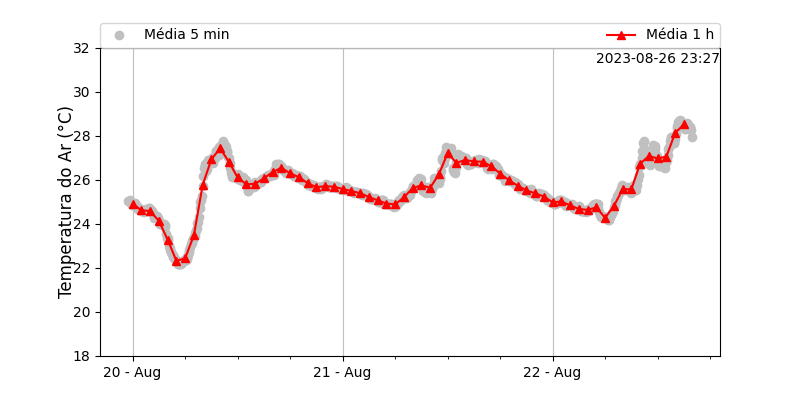 Média 5 min
Média 1 h
2023-08-26 23:27
Temperatura do Ar (°C)
32
30
28
26
24
22
20
18
20 - Aug
21 - Aug
22 - Aug